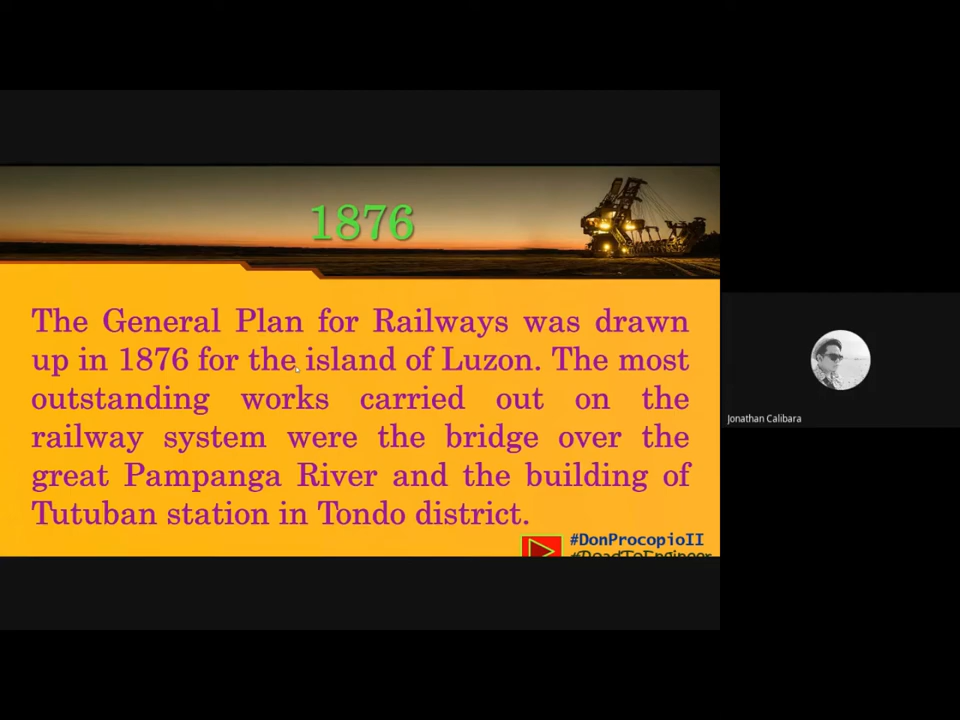 1876
The General Plan for Railways was drawn
up in 1876 for the island of Luzon. The most
outstanding works carried out on the
railway system were the bridge over the
great Pampanga River and the building of
Tutuban station in Tondo district.
#DonProcopioII
#RoadToEngineer
Jonathan Calibara